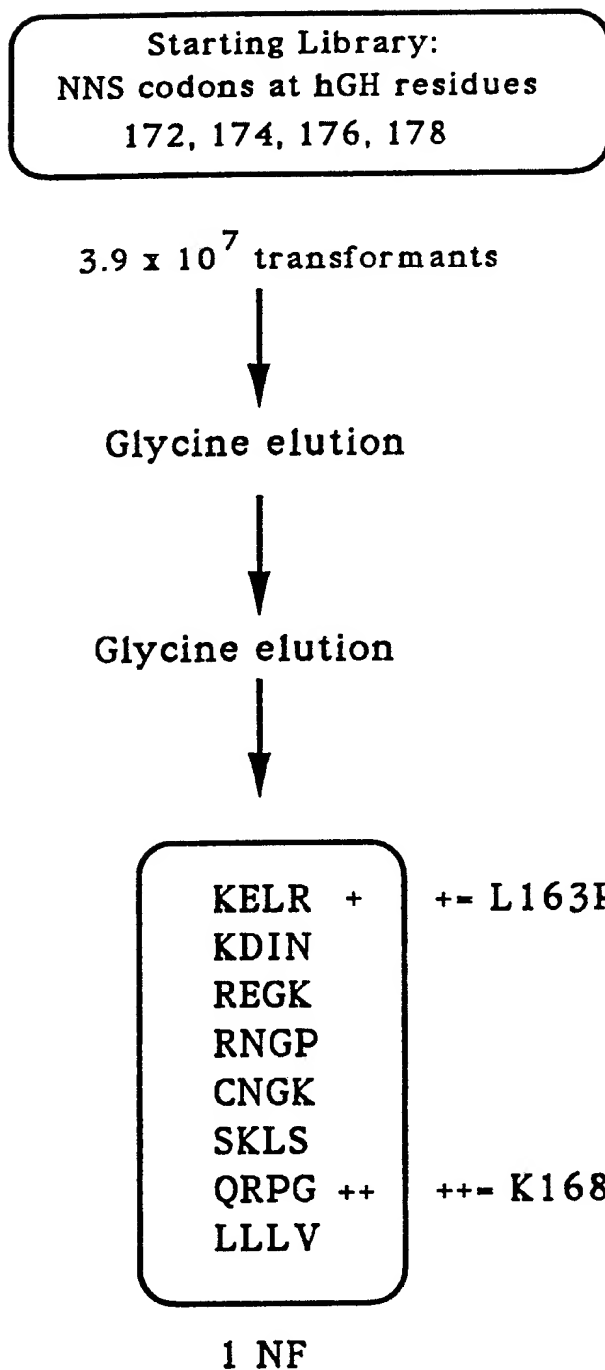 Starting Library:
NNS codons at hGH residues
172, 174, 176, 178
3.9 x 10^7 transformants
Glycine elution
Glycine elution
KELR + += L163
KDIN
REGK
RNGP
CNGK
SKLS
QRPG ++ ++= K168
LLLV
1 NF